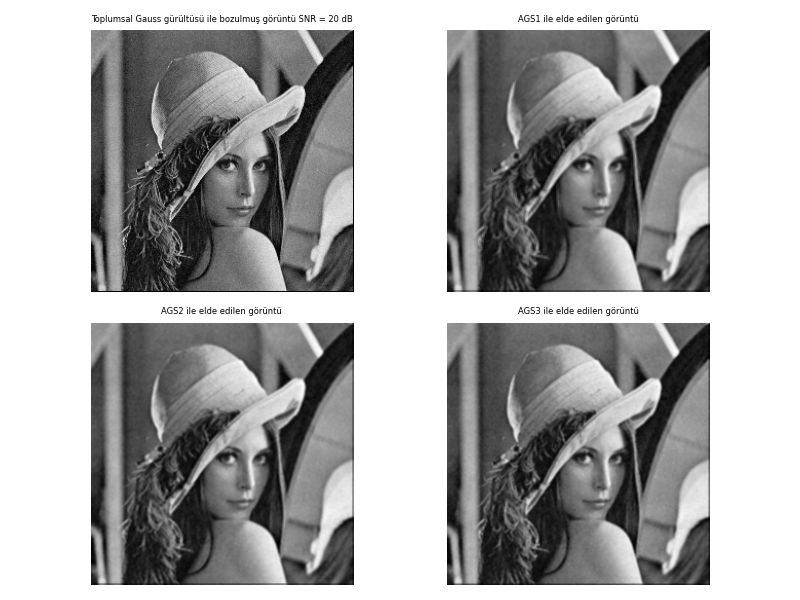 Toplumsal Gauss gürültüsü ile bozulmuş görüntü SNR = 20 dB
AGS1 ile elde edilen görüntü
AGS2 ile elde edilen görüntü
AGS3 ile elde edilen görüntü